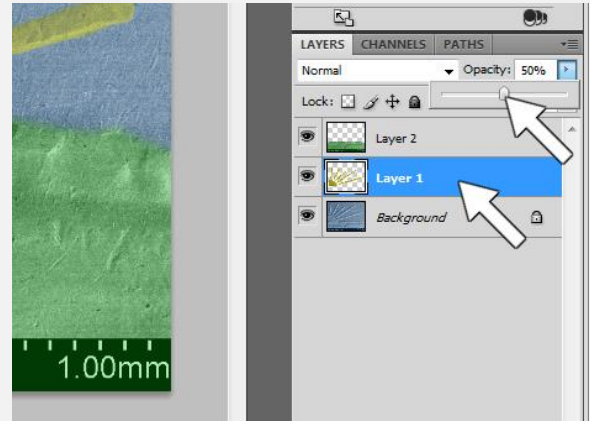 LAYERS CHANNELS PATHS
Normal Opacity: 50%
Lock:
Layer 2
Layer 1
Background
1.00mm